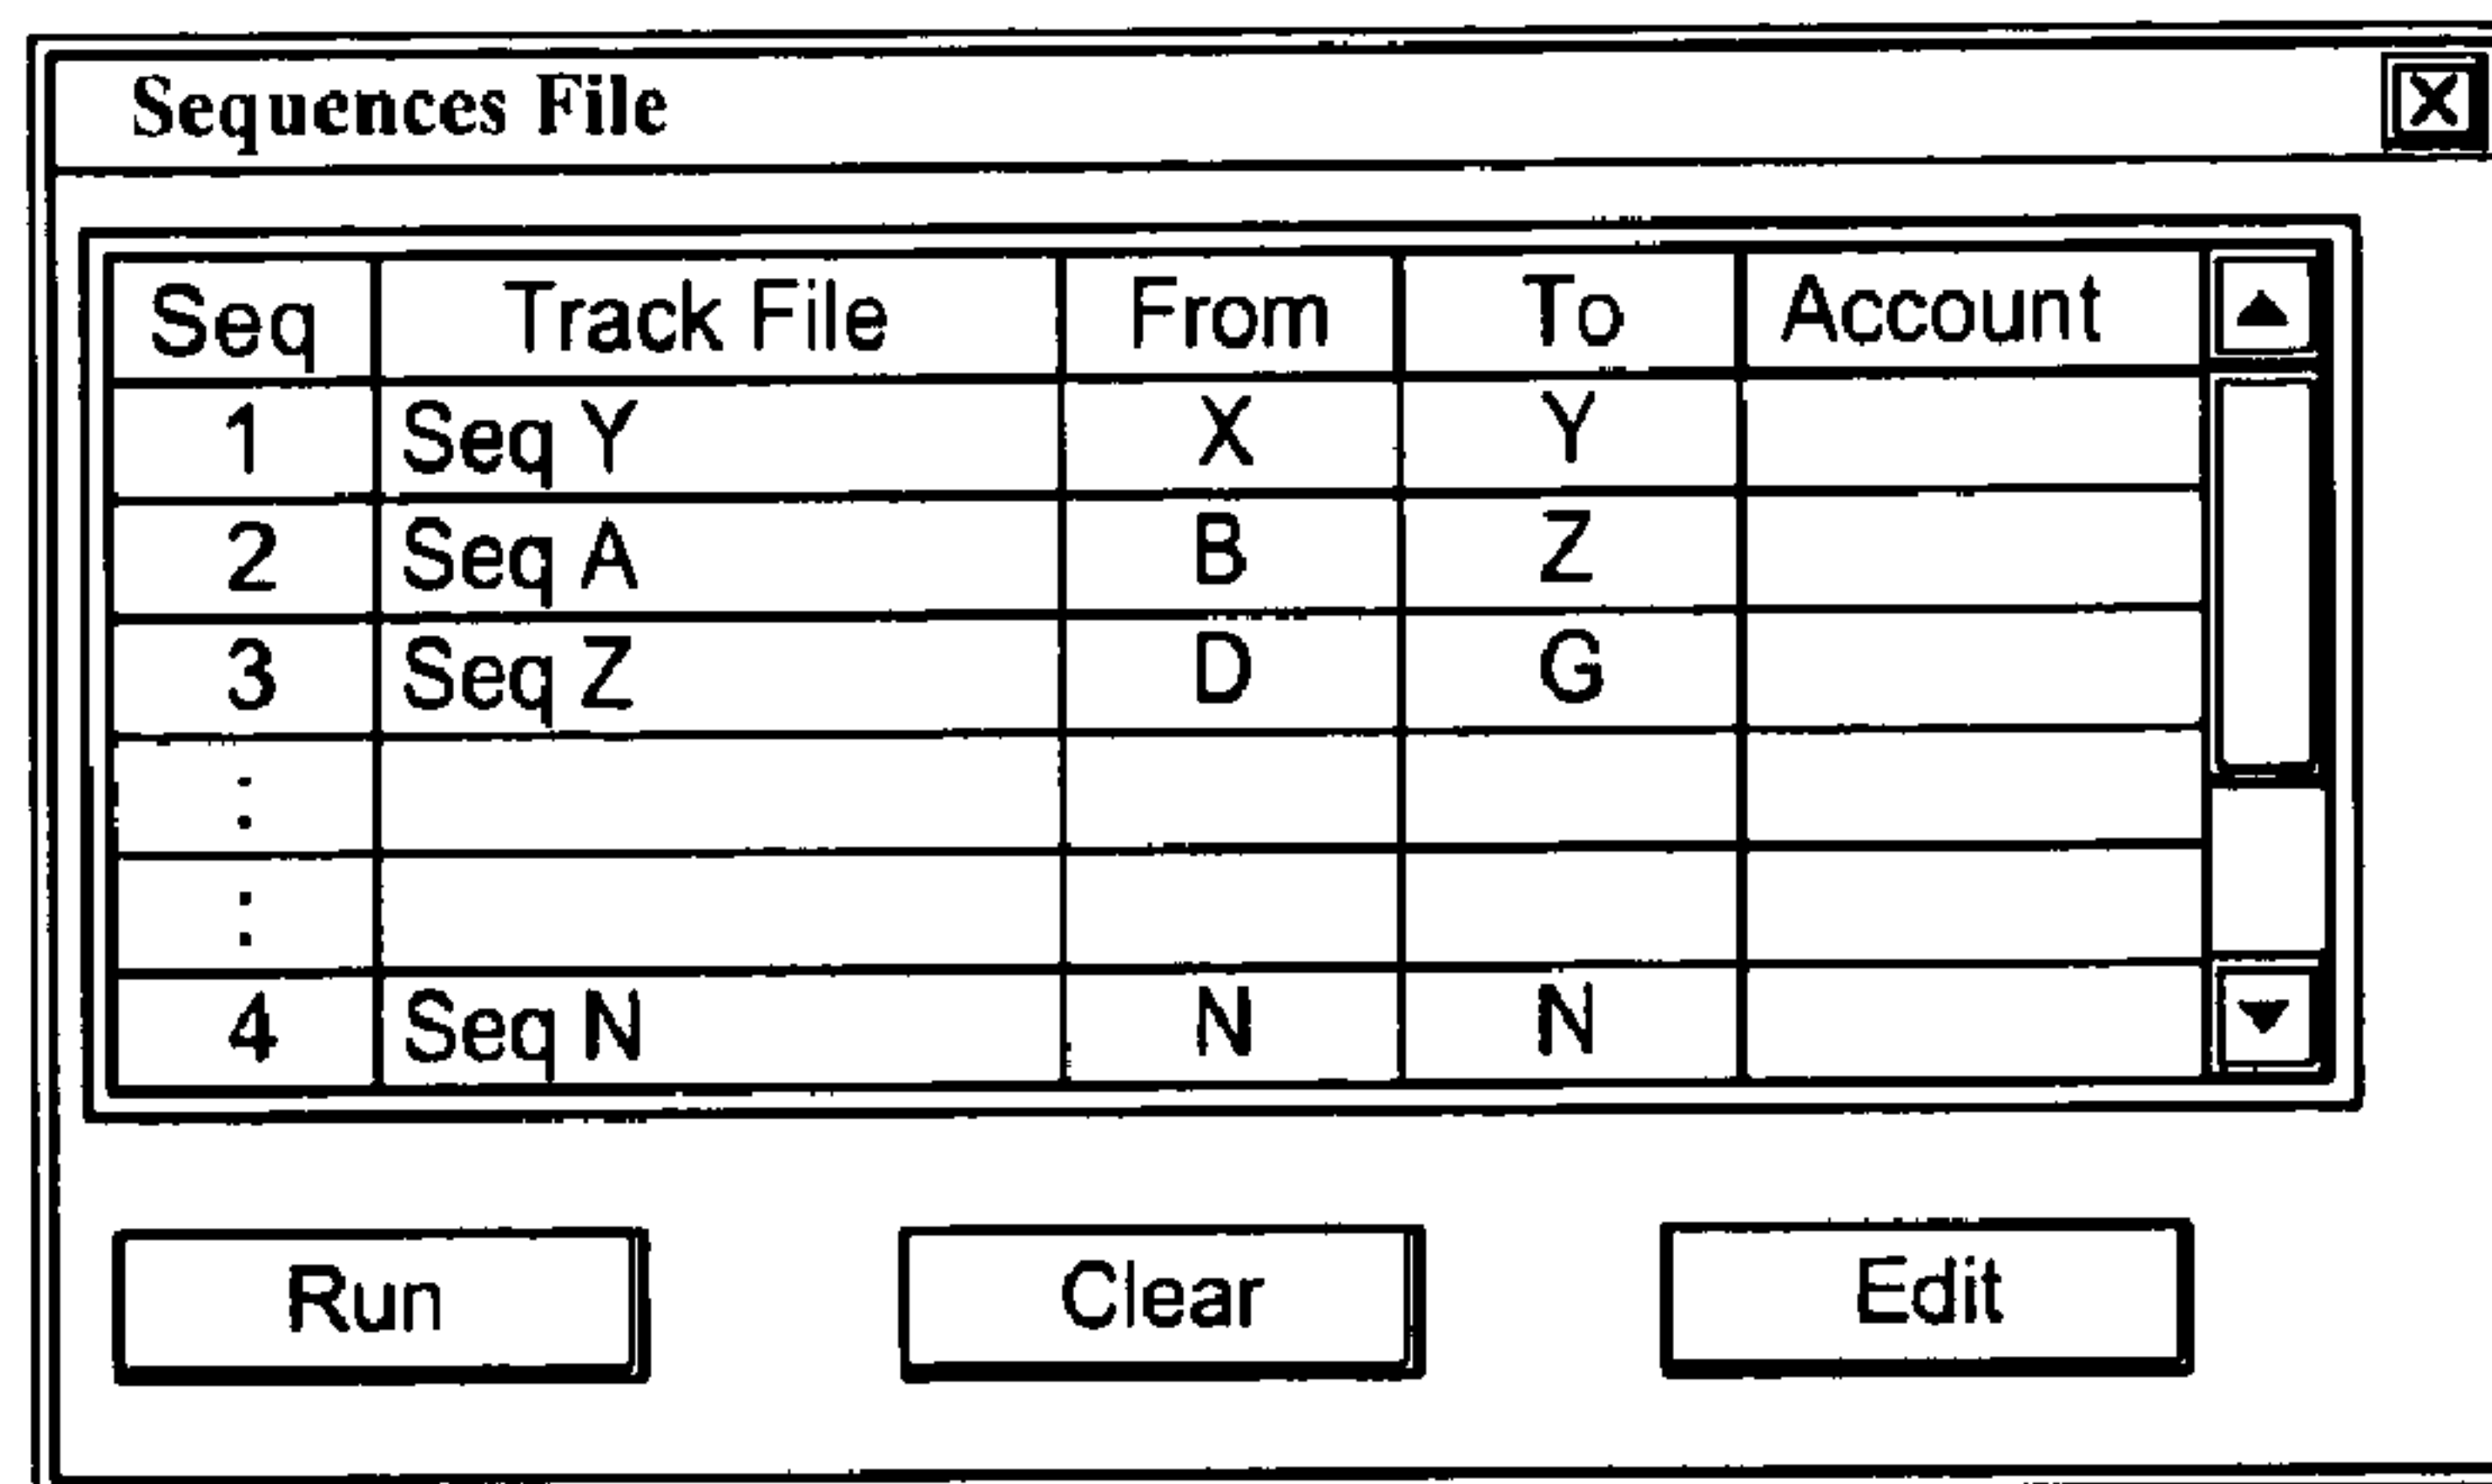 Sequences File X
Seq Track File From To Account
1 Seq Y X Y
2 Seq A B Z
3 Seq Z D G
:
:
4 Seq N N N
Run Clear Edit